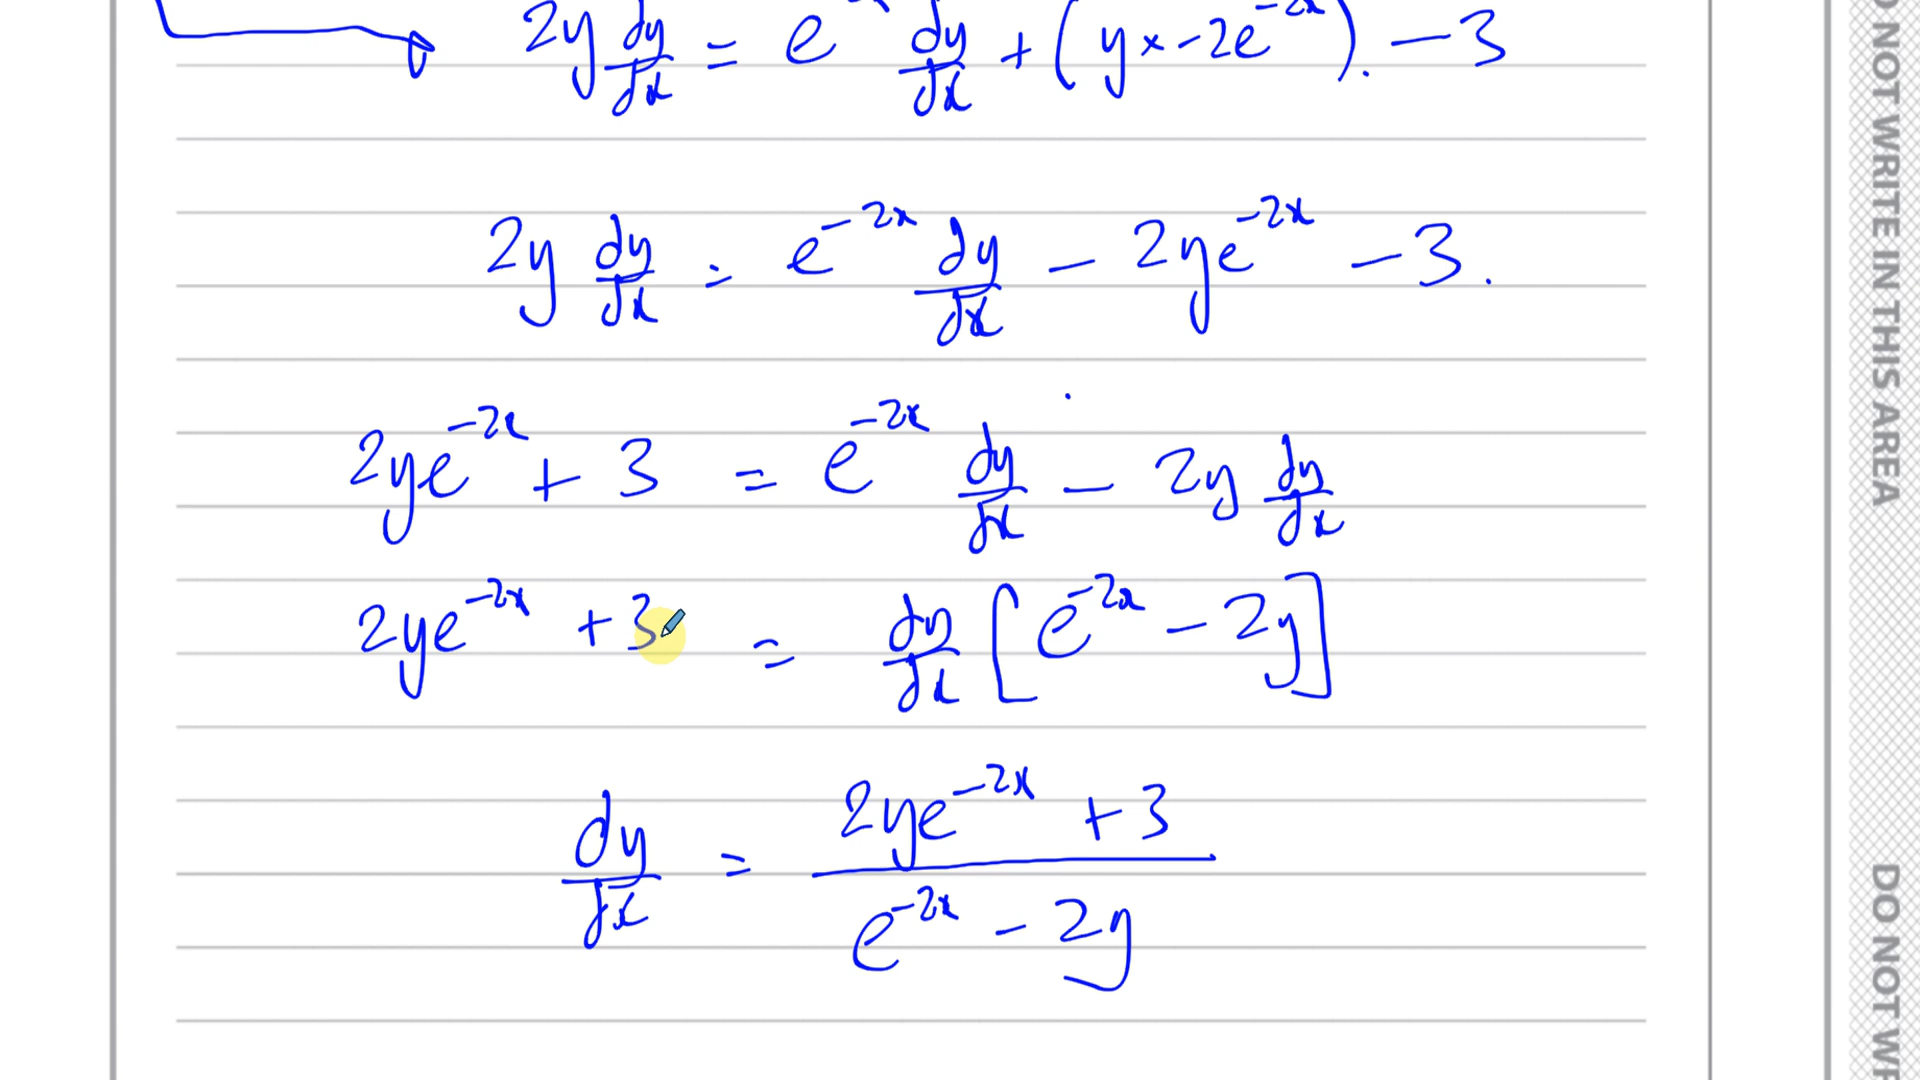 2y dy/dx = e dy/dx + (y × -2e^{-2x}). - 3
2y dy/dx = e^{-2x} dy/dx - 2ye^{-2x} - 3.
2ye^{-2x} + 3 = e^{-2x} dy/dx - 2y dy/dx
2ye^{-2x} + 3 = dy/dx [e^{-2x} - 2y]
dy/dx = (2ye^{-2x} + 3)/(e^{-2x} - 2y)
NOT WRITE IN THIS AREA
DO NOT